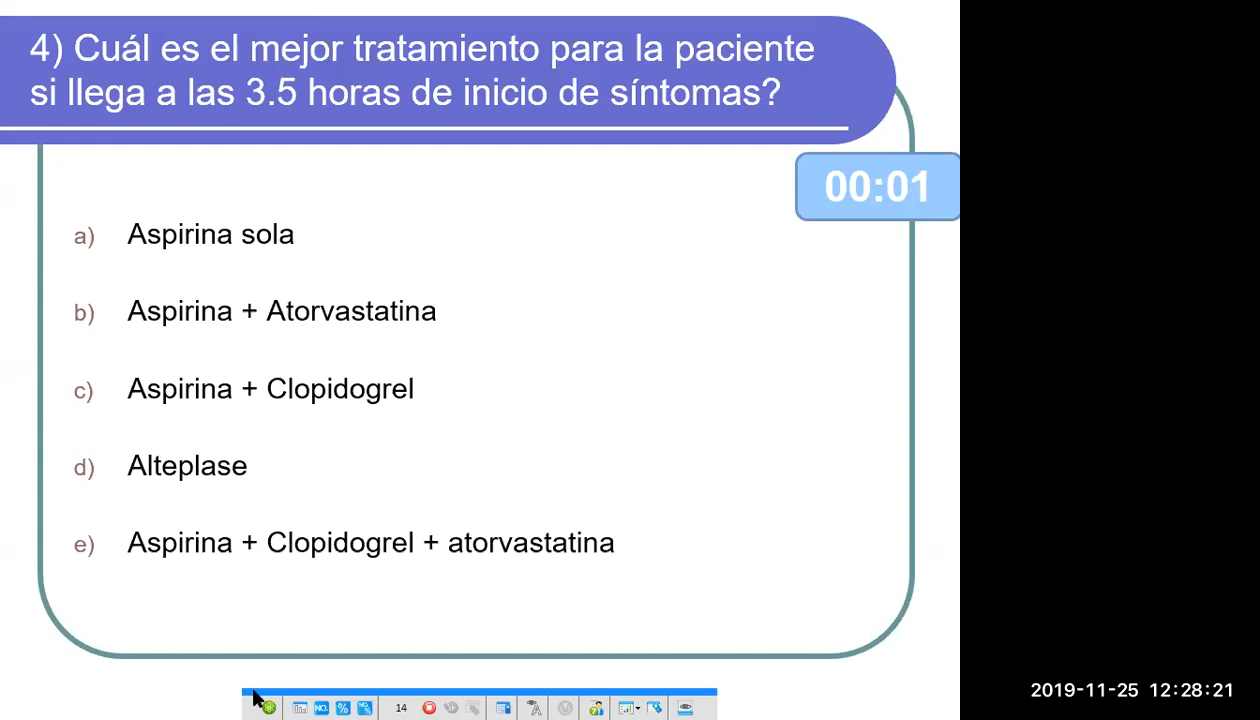 4) Cuál es el mejor tratamiento para la paciente
si llega a las 3.5 horas de inicio de síntomas?
00:01
a) Aspirina sola
b) Aspirina + Atorvastatina
c) Aspirina + Clopidogrel
d) Alteplase
e) Aspirina + Clopidogrel + atorvastatina
NO. % 14
2019-11-25 12:28:21